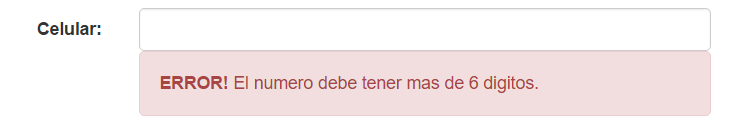 Celular:
ERROR! El numero debe tener mas de 6 digitos.